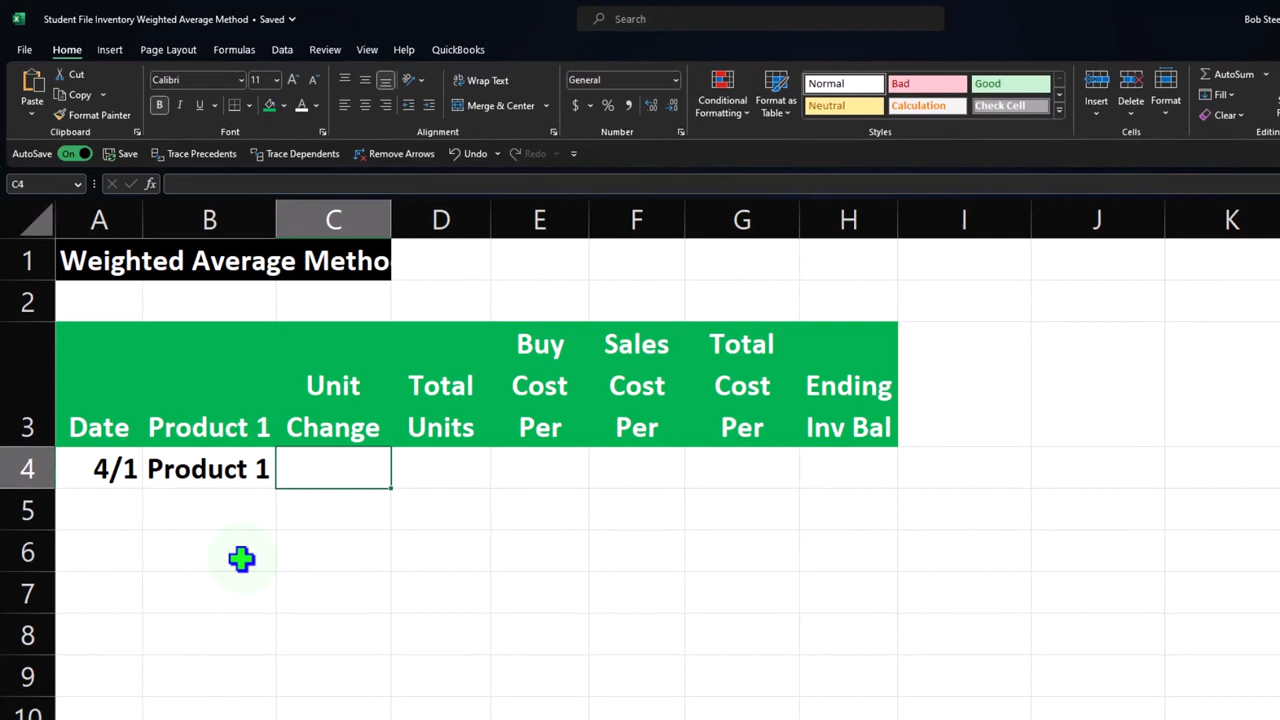 Student File Inventory Weighted Average Method • Saved
Search
Bob Stee
File Home Insert Page Layout Formulas Data Review View Help QuickBooks
Paste
Cut
Copy
Format Painter
Clipboard
Calibri 11
B I U
Font
Wrap Text
Merge & Center
Alignment
General
$ % ,
Number
Conditional Formatting
Format as Table
Normal Bad Good
Neutral Calculation Check Cell
Styles
Insert Delete Format
Cells
AutoSum
Fill
Clear
Editing
AutoSave On Save Trace Precedents Trace Dependents Remove Arrows Undo Redo
C4 fx
A B C D E F G H I J K
1 Weighted Average Metho
2
Buy Sales Total
Unit Total Cost Cost Cost Ending
3 Date Product 1 Change Units Per Per Per Inv Bal
4 4/1 Product 1
5
6
7
8
9
10